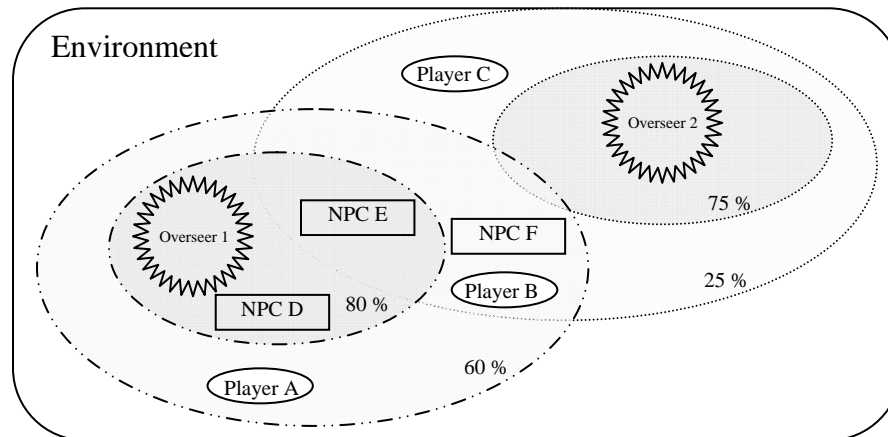 Environment
Player C
Overseer 2
75 %
NPC E
Overseer 1
NPC F
25 %
Player B
NPC D
80 %
60 %
Player A